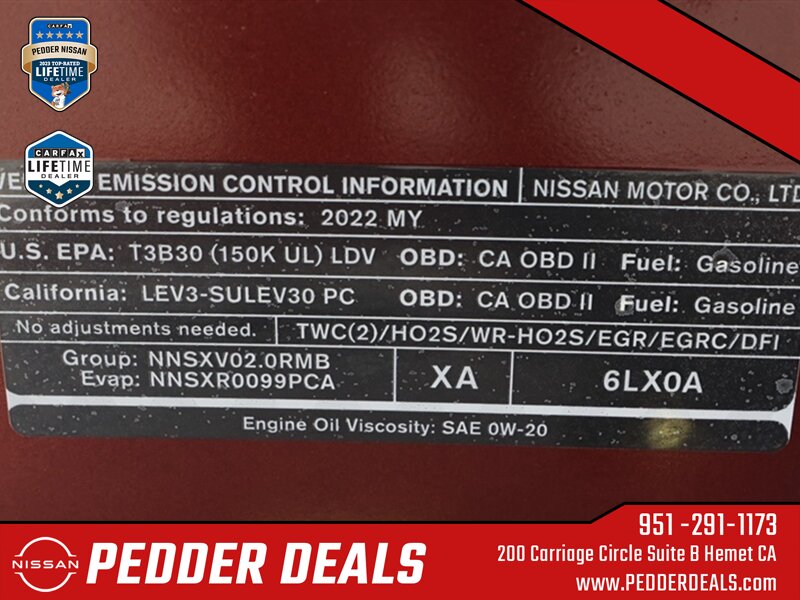 CARFAX
PEDDER NISSAN
2023 TOP-RATED
LIFETIME
DEALER
CARFAX
LIFETIME
DEALER
EMISSION CONTROL INFORMATION NISSAN MOTOR CO., LTD
Conforms to regulations: 2022 MY
U.S. EPA: T3B30 (150K UL) LDV OBD: CA OBD II Fuel: Gasoline
California: LEV3-SULEV30 PC OBD: CA OBD II Fuel: Gasoline
No adjustments needed. TWC(2)/HO2S/WR-HO2S/EGR/EGRC/DFI
Group: NNSXV02.0RMB
Evap: NNSXR0099PCA
XA
6LX0A
Engine Oil Viscosity: SAE 0W-20
951 -291-1173
NISSAN
PEDDER DEALS
200 Carriage Circle Suite B Hemet CA
www.PEDDERDEALS.com